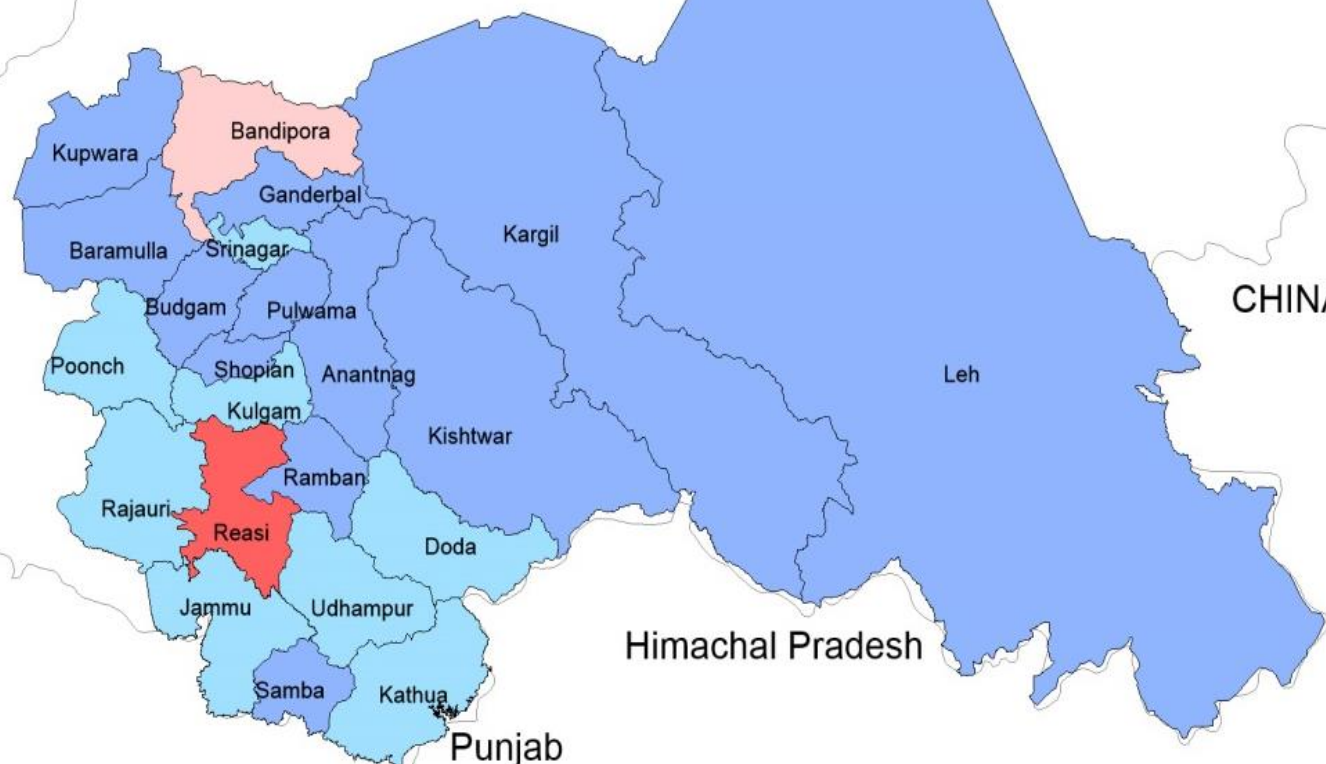 Bandipora
Kupwara
Ganderbal
Kargil
Baramulla
Srinagar
CHINA
Budgam
Pulwama
Poonch
Shopian
Anantnag
Leh
Kulgam
Kishtwar
Ramban
Rajauri
Reasi
Doda
Jammu
Udhampur
Himachal Pradesh
Samba
Kathua
Punjab